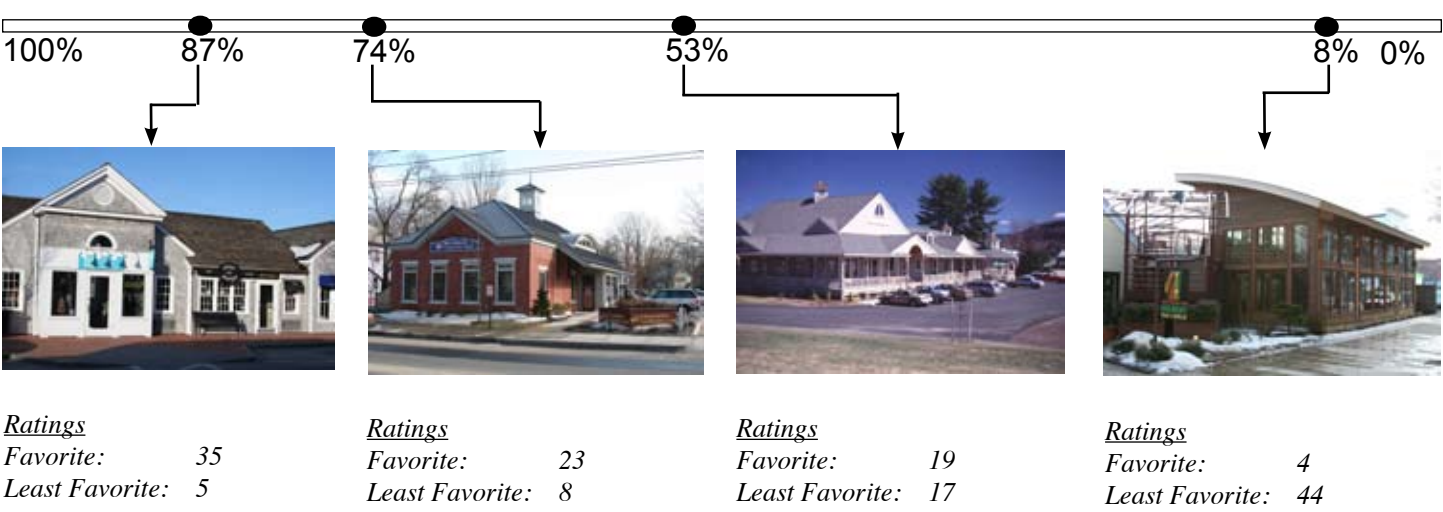 100% 87% 74% 53% 8% 0%
Ratings
Favorite: 35
Least Favorite: 5
Ratings
Favorite: 23
Least Favorite: 8
Ratings
Favorite: 19
Least Favorite: 17
Ratings
Favorite: 4
Least Favorite: 44